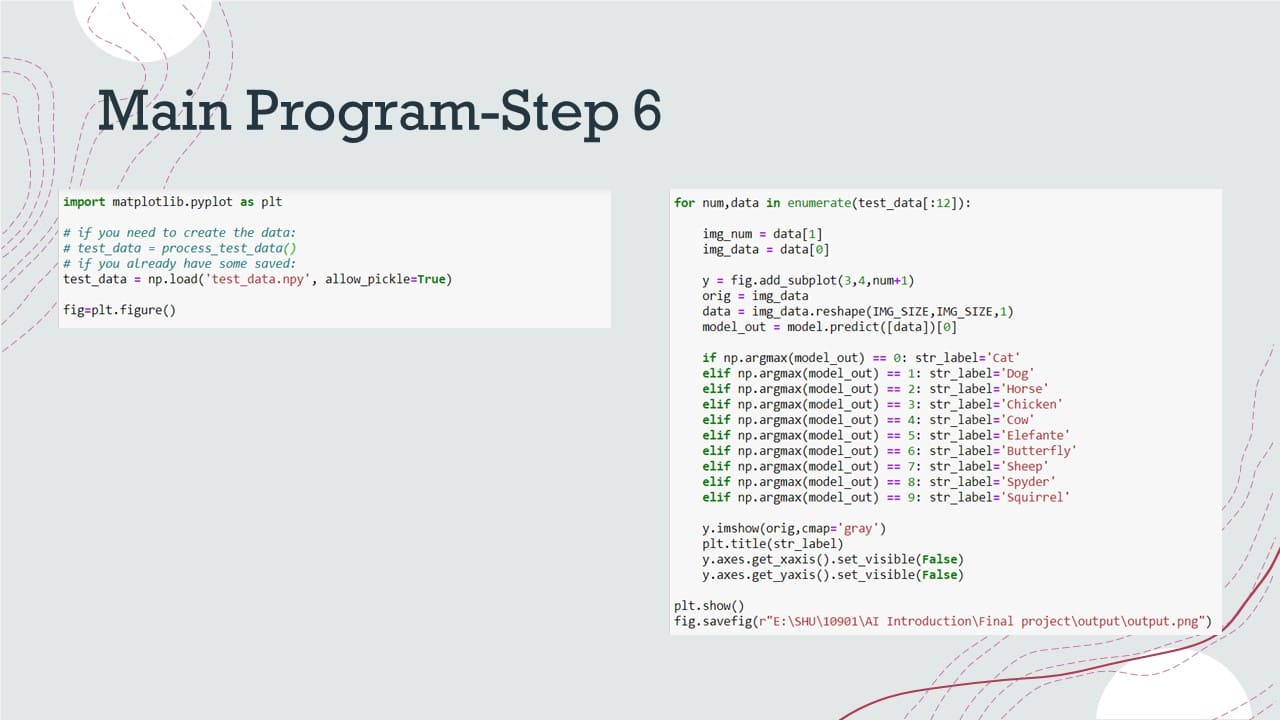 Main Program-Step 6
import matplotlib.pyplot as plt
# if you need to create the data:
# test_data = process_test_data()
# if you already have some saved:
test_data = np.load('test_data.npy', allow_pickle=True)
fig=plt.figure()
for num,data in enumerate(test_data[:12]):
    img_num = data[1]
    img_data = data[0]
    y = fig.add_subplot(3,4,num+1)
    orig = img_data
    data = img_data.reshape(IMG_SIZE,IMG_SIZE,1)
    model_out = model.predict([data])[0]
    if np.argmax(model_out) == 0: str_label='Cat'
    elif np.argmax(model_out) == 1: str_label='Dog'
    elif np.argmax(model_out) == 2: str_label='Horse'
    elif np.argmax(model_out) == 3: str_label='Chicken'
    elif np.argmax(model_out) == 4: str_label='Cow'
    elif np.argmax(model_out) == 5: str_label='Elefante'
    elif np.argmax(model_out) == 6: str_label='Butterfly'
    elif np.argmax(model_out) == 7: str_label='Sheep'
    elif np.argmax(model_out) == 8: str_label='Spyder'
    elif np.argmax(model_out) == 9: str_label='Squirrel'
    y.imshow(orig,cmap='gray')
    plt.title(str_label)
    y.axes.get_xaxis().set_visible(False)
    y.axes.get_yaxis().set_visible(False)
plt.show()
fig.savefig(r"E:\SHU\10901\AI Introduction\Final project\output\output.png")